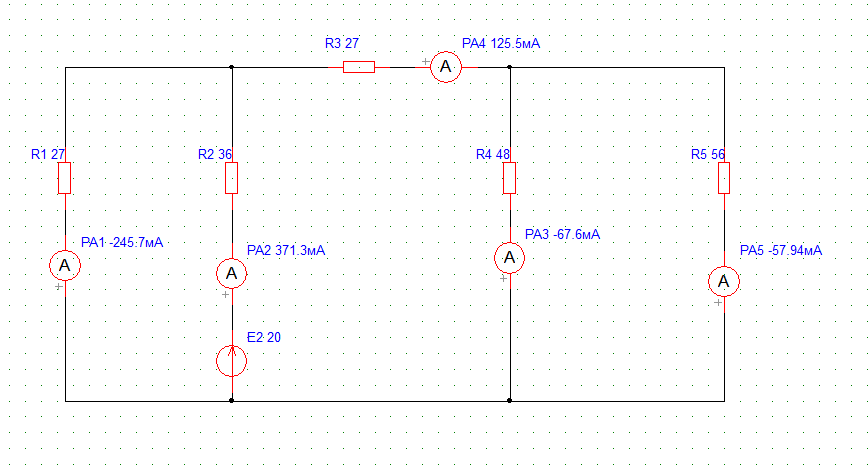 R3 27
PA4 125.5мА
+
A
R1 27
R2 36
R4 48
R5 56
PA1 -245.7мА
A
+
PA2 371.3мА
A
+
PA3 -67.6мА
A
+
PA5 -57.94мА
A
+
E2 20